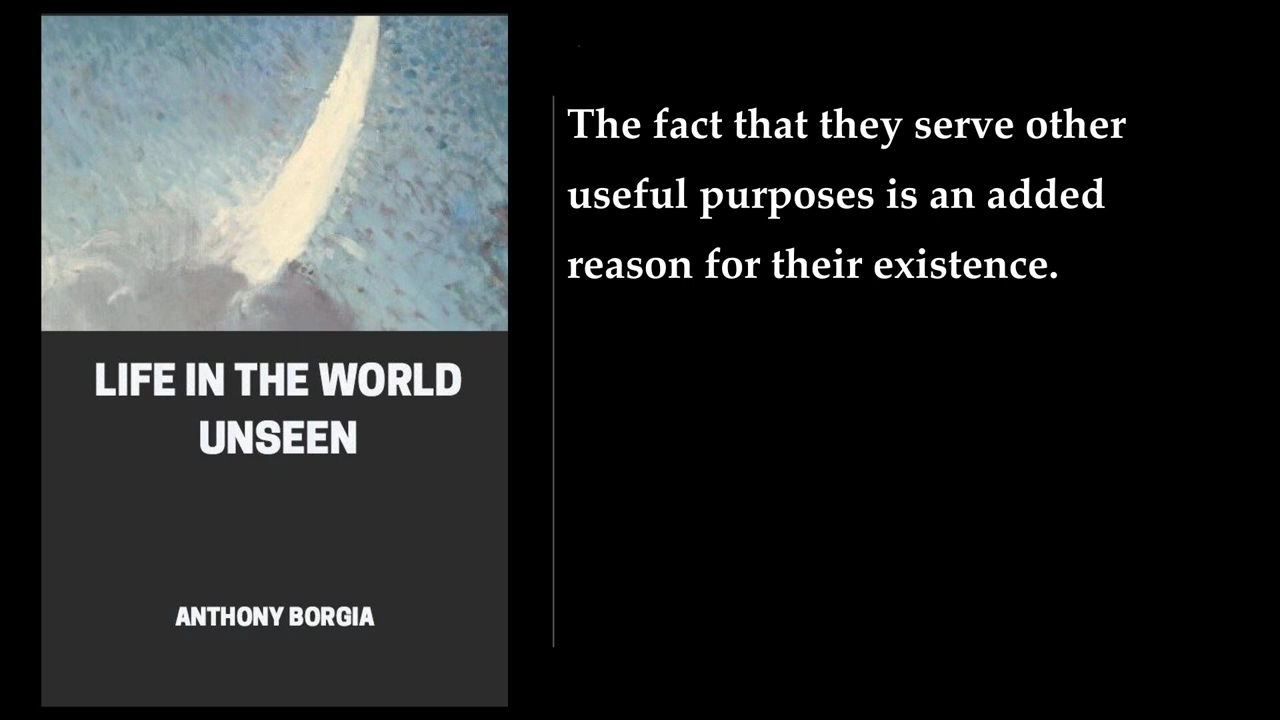 LIFE IN THE WORLD
UNSEEN
ANTHONY BORGIA
The fact that they serve other
useful purposes is an added
reason for their existence.